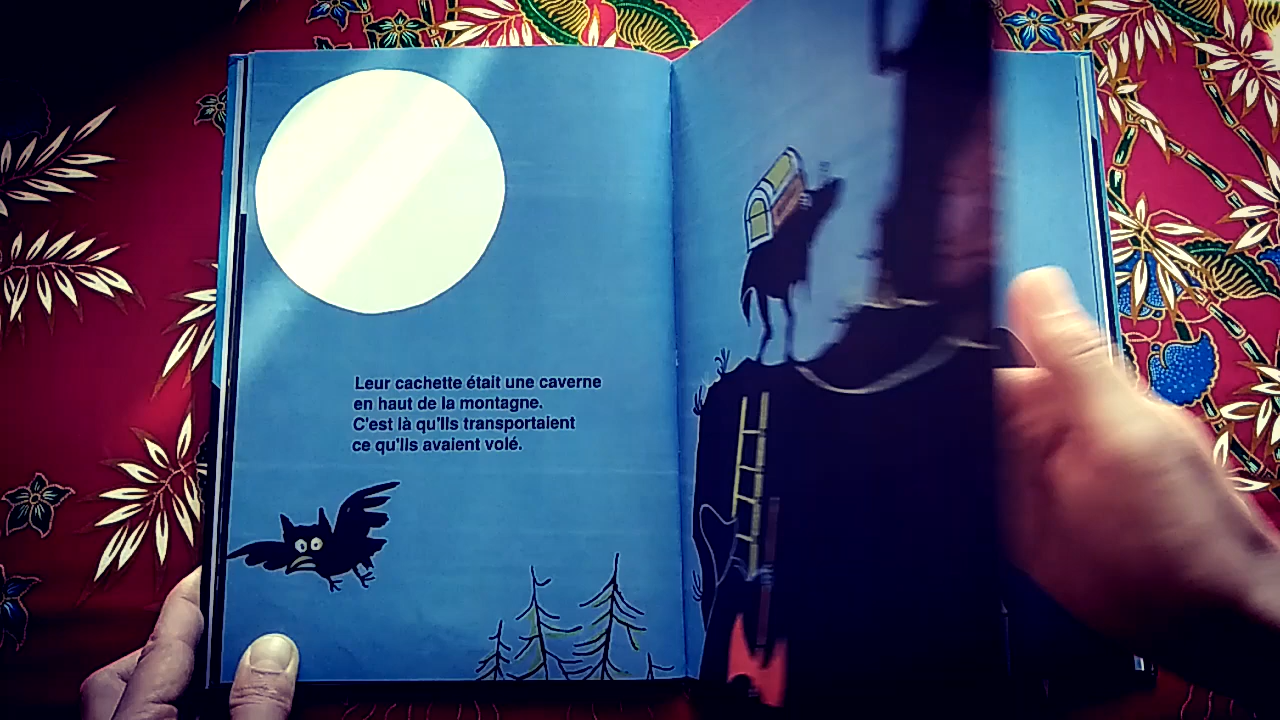 Leur cachette était une caverne
en haut de la montagne.
C'est là qu'ils transportaient
ce qu'ils avaient volé.